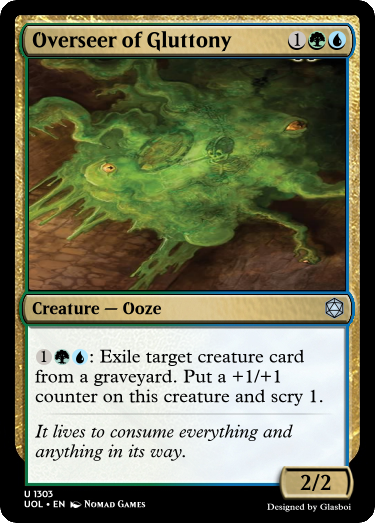 Overseer of Gluttony 1
Creature — Ooze
1 : Exile target creature card
from a graveyard. Put a +1/+1
counter on this creature and scry 1.
It lives to consume everything and
anything in its way.
2/2
U 1303
UOL • EN Nomad Games
Designed by Glasboi